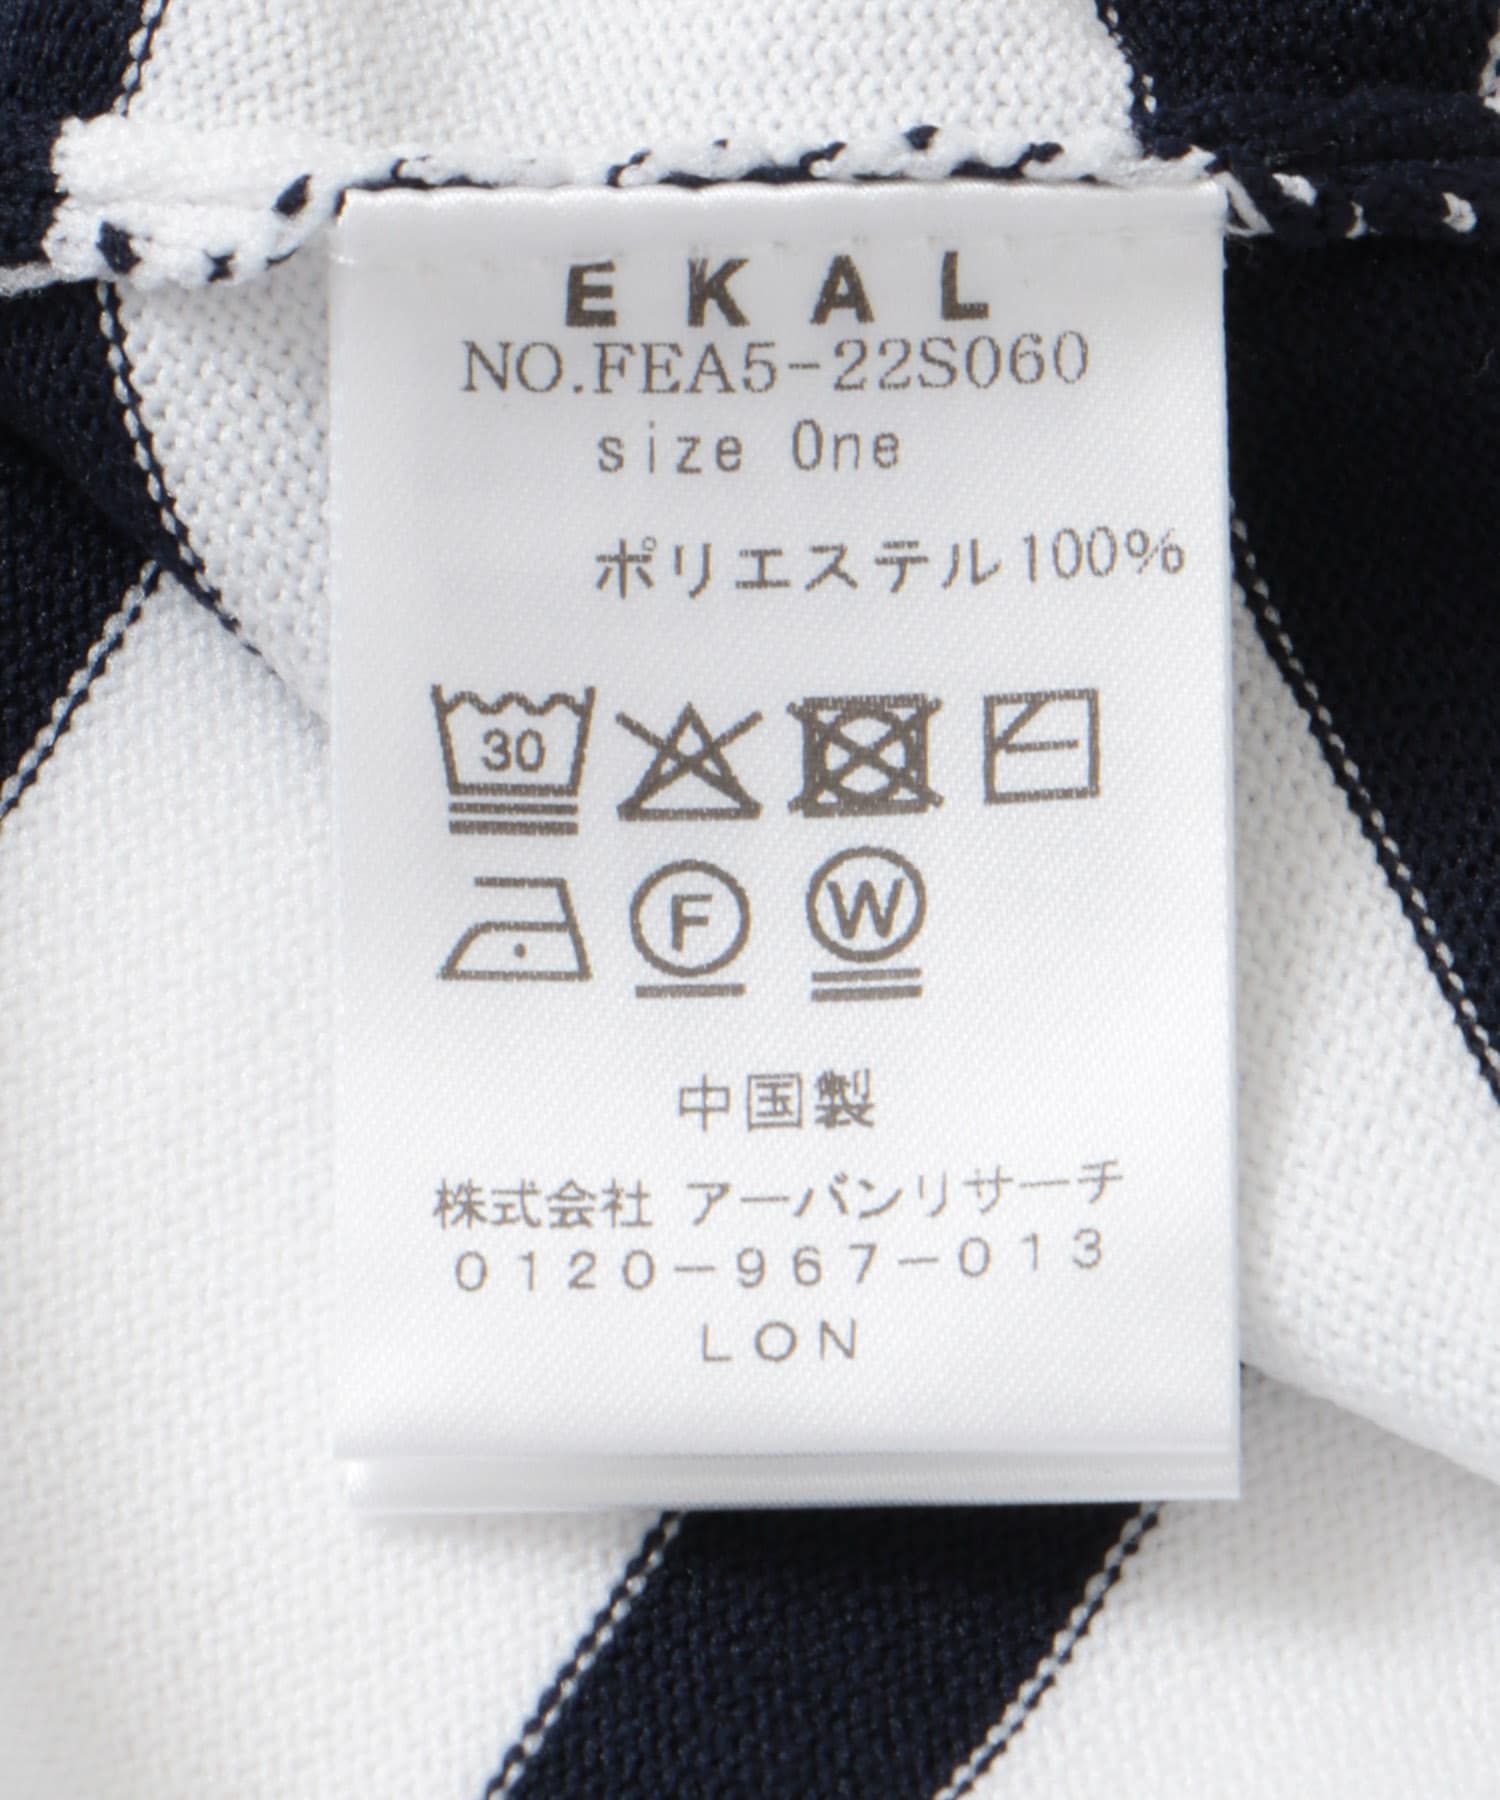 EKAL
NO.FEA5-22S060
size One
ポリエステル100%
30
F W
中国製
株式会社 アーバンリサーチ
0120-967-013
LON